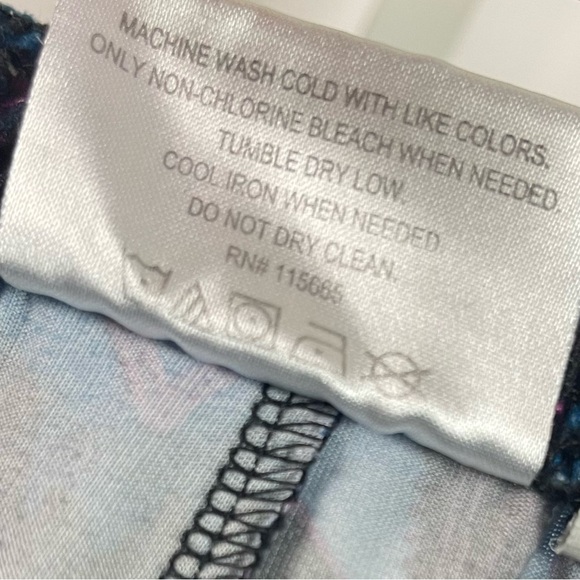 MACHINE WASH COLD WITH LIKE COLORS.
ONLY NON-CHLORINE BLEACH WHEN NEEDED
TUMBLE DRY LOW.
COOL IRON WHEN NEEDED
DO NOT DRY CLEAN.
RN# 115665